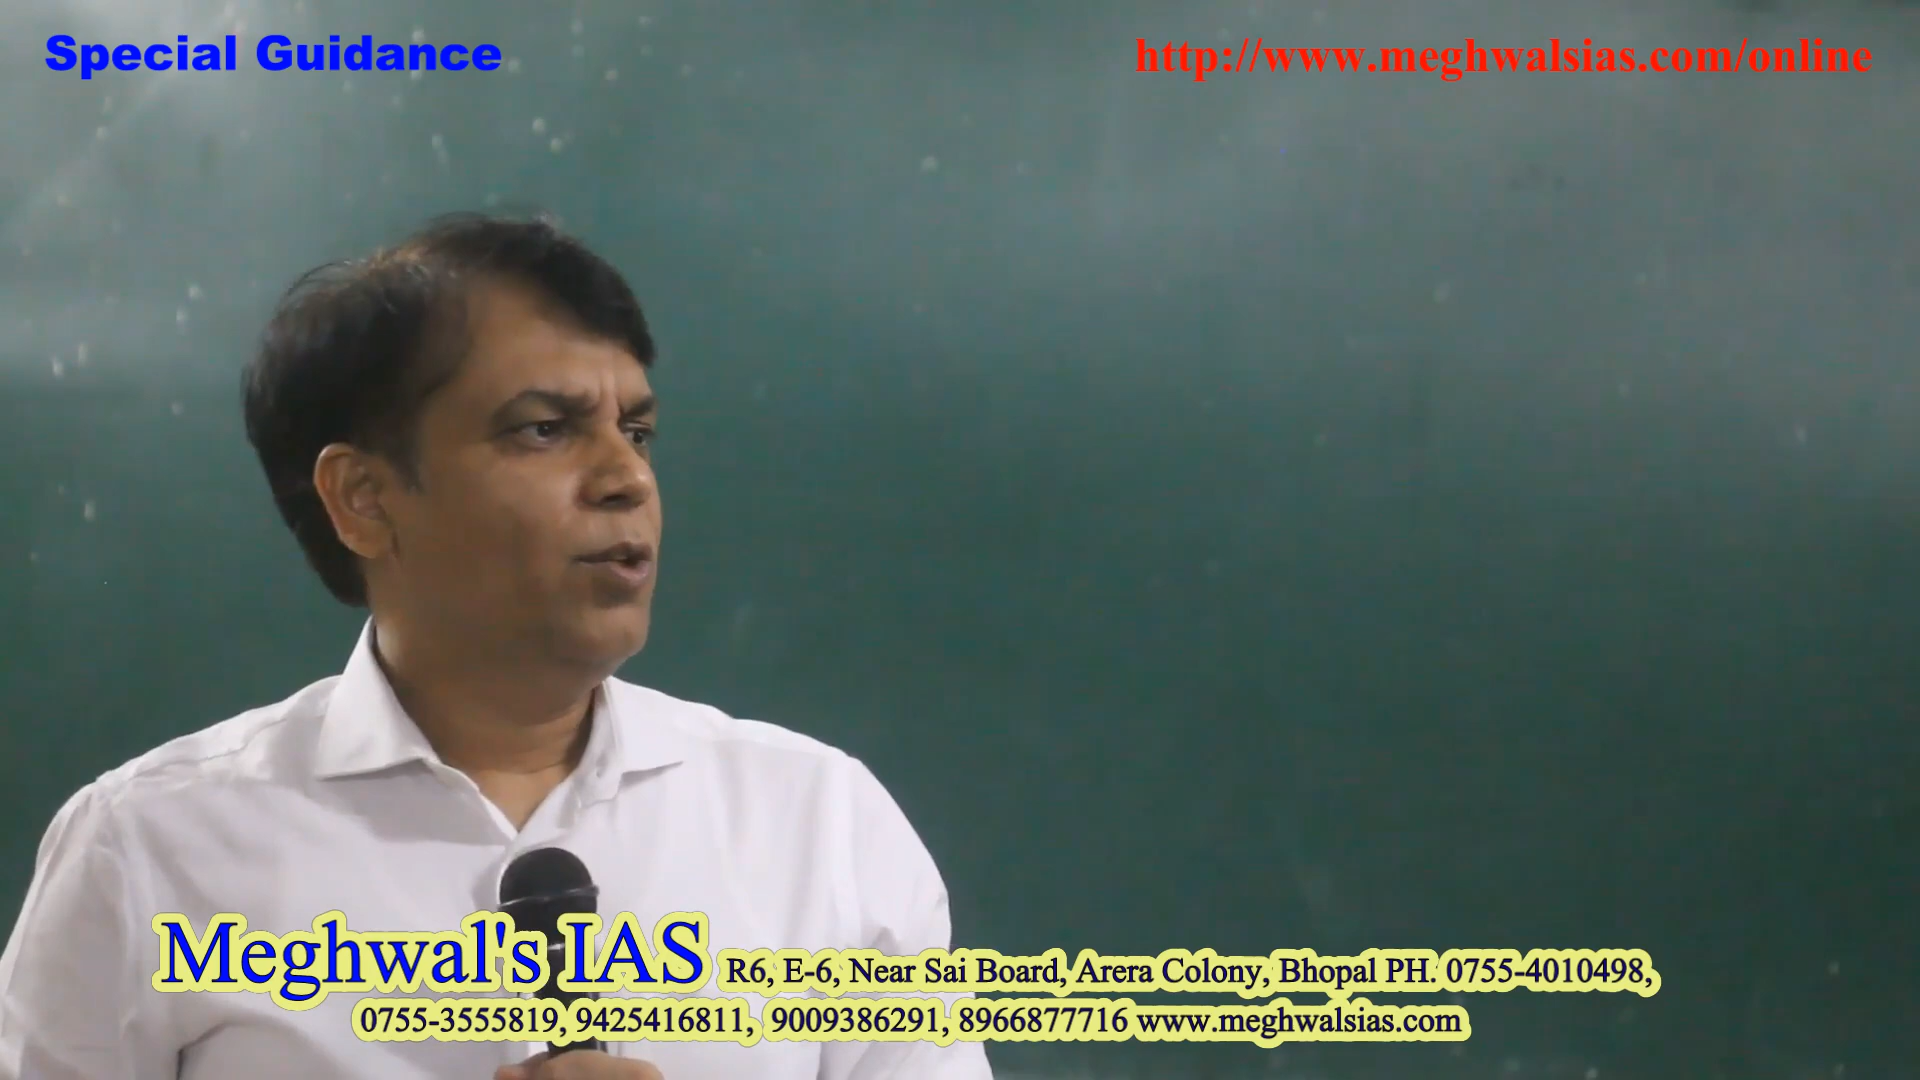 Special Guidance
http://www.meghwalsias.com/online
Meghwal's IAS R6, E-6, Near Sai Board, Arera Colony, Bhopal PH. 0755-4010498,
0755-3555819, 9425416811, 9009386291, 8966877716 www.meghwalsias.com